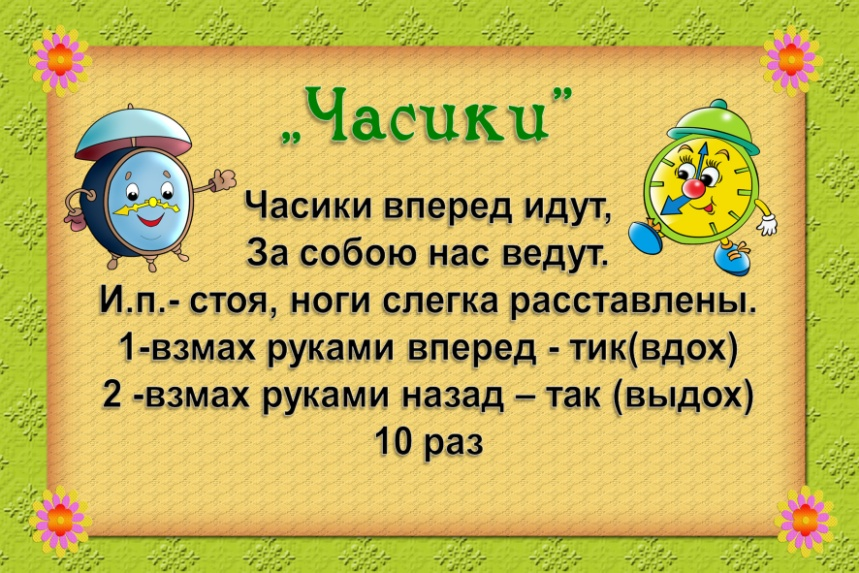 „Часики”
Часики вперед идут,
За собою нас ведут.
И.п.- стоя, ноги слегка расставлены.
1-взмах руками вперед - тик(вдох)
2 -взмах руками назад – так (выдох)
10 раз